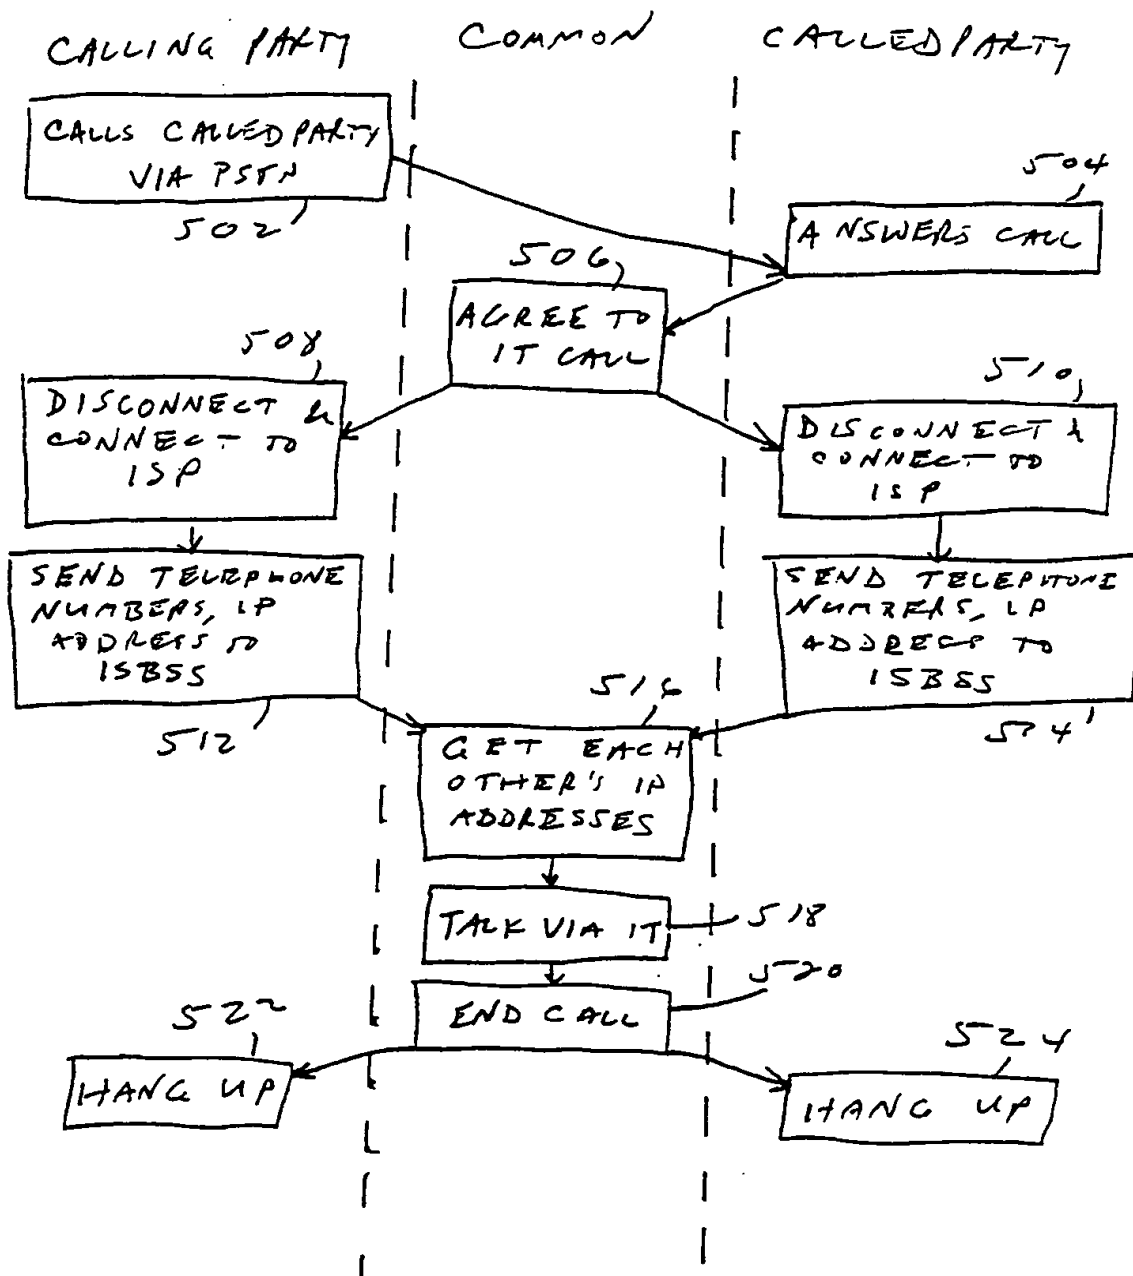 CALLING PARTY
COMMON
CALLED PARTY
CALLS CALLED PARTY
VIA PSTN
502
504
ANSWERS CALL
506
AGREE TO
IT CALL
508
DISCONNECT &
CONNECT TO
ISP
510
DISCONNECT &
CONNECT TO
ISP
SEND TELEPHONE
NUMBERS, IP
ADDRESS TO
ISBSS
512
SEND TELEPHONE
NUMBERS, IP
ADDRESS TO
ISBSS
514
516
GET EACH
OTHER'S IP
ADDRESSES
TALK VIA IT
518
520
END CALL
522
HANG UP
524
HANG UP